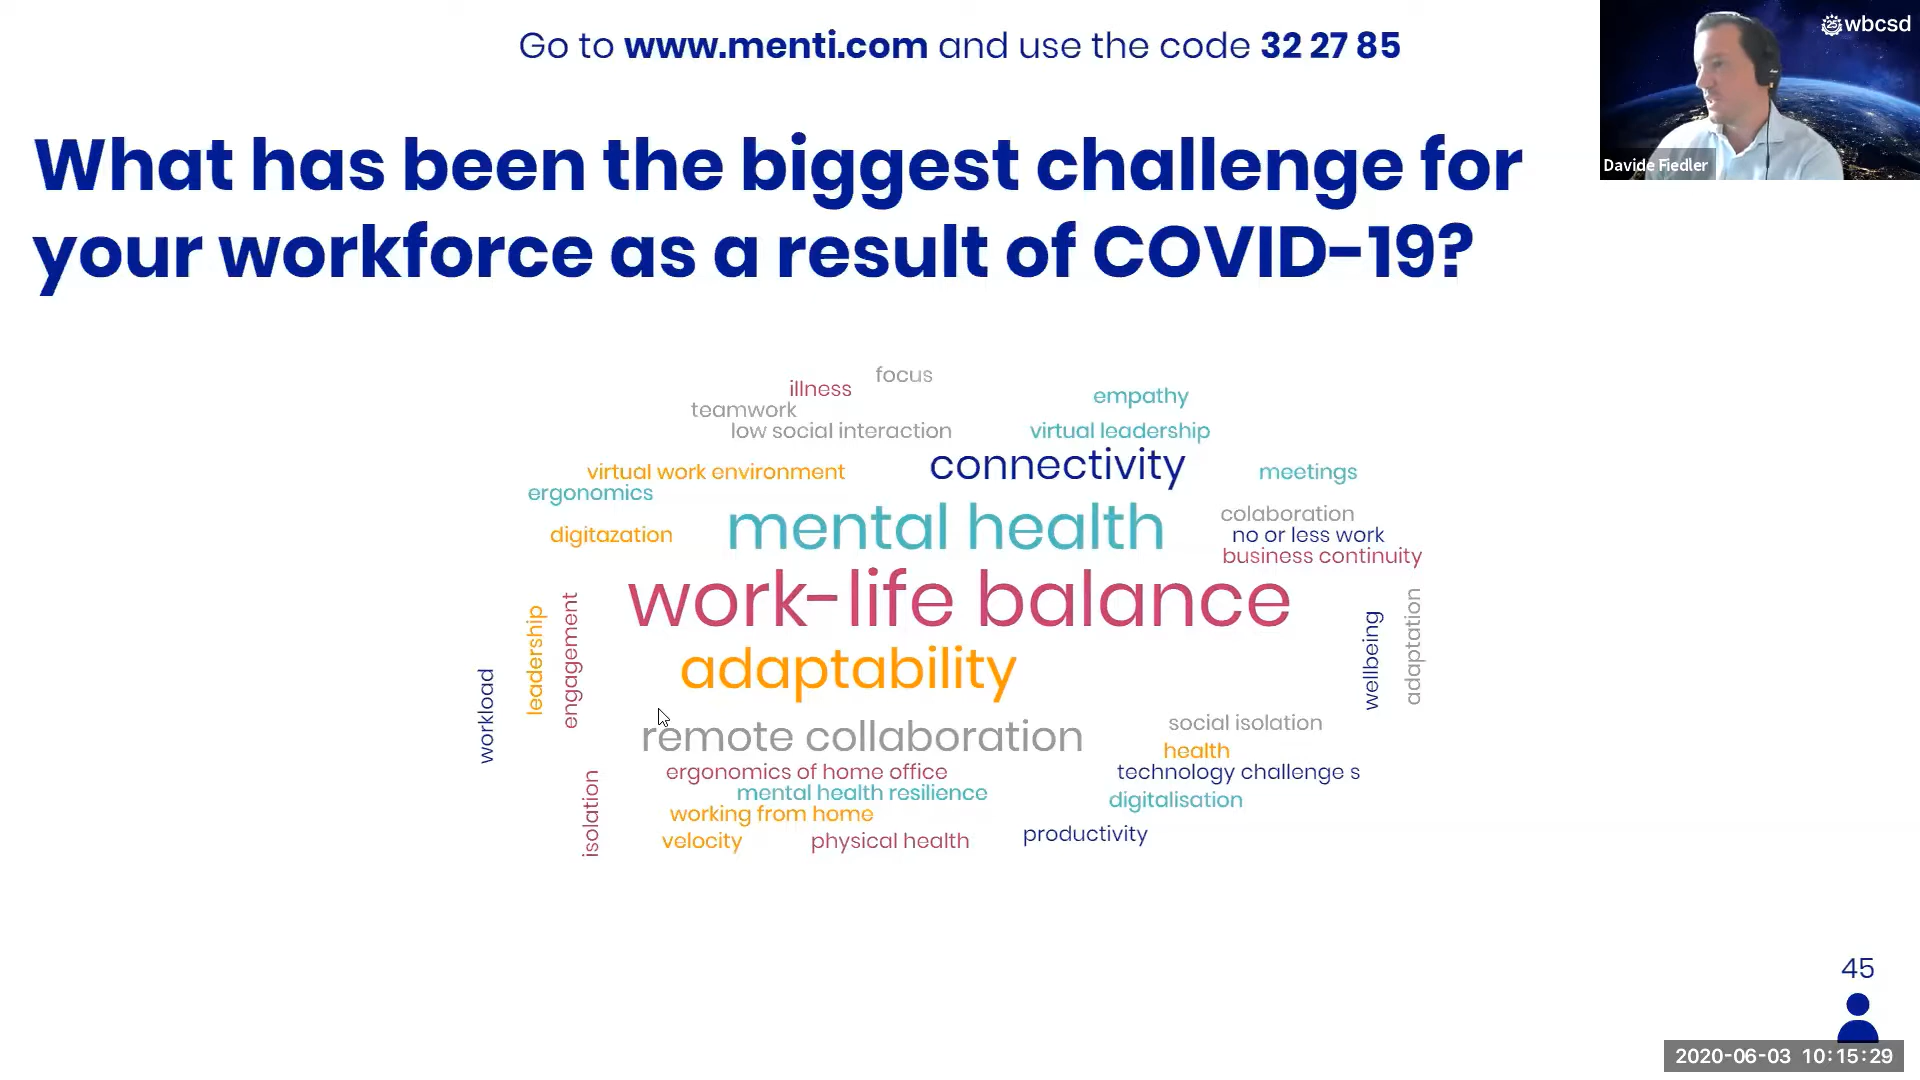 Go to www.menti.com and use the code 32 27 85
wbcsd
Davide Fiedler
What has been the biggest challenge for
your workforce as a result of COVID-19?
focus
illness
empathy
teamwork
low social interaction
virtual leadership
connectivity
virtual work environment
meetings
ergonomics
mental health
colaboration
digitazation
no or less work
business continuity
work-life balance
leadership
engagement
wellbeing
adaptation
adaptability
workload
social isolation
remote collaboration
health
ergonomics of home office
technology challenge s
mental health resilience
digitalisation
isolation
working from home
productivity
velocity
physical health
45
2020-06-03 10:15:29